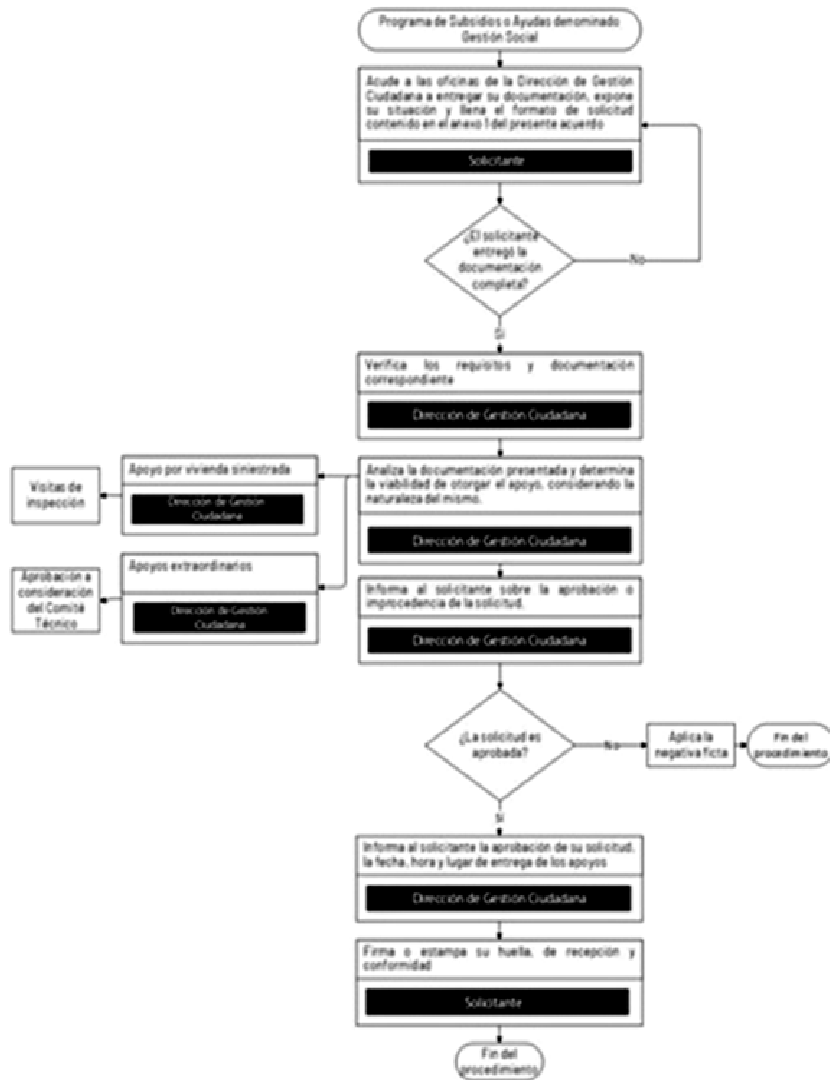 Programa de Subsidios o Ayudas denominado
Gestión Social
Acude a las oficinas de la Dirección de Gestión
Ciudadana a entregar su documentación, expone
su situación y llena el formato de solicitud
contenido en el anexo 1 del presente acuerdo
Solicitante
¿El solicitante
entregó la
documentación
completa?
No
Si
Verifica los requisitos y documentación
correspondiente
Dirección de Gestión Ciudadana
Analiza la documentación presentada y determina
la viabilidad de otorgar el apoyo, considerando la
naturaleza del mismo.
Dirección de Gestión Ciudadana
Apoyo por vivienda siniestrada
Dirección de Gestión
Ciudadana
Visitas de
inspección
Apoyos extraordinarios
Dirección de Gestión
Ciudadana
Aprobación a
consideración
del Comité
Técnico
Informa al solicitante sobre la aprobación o
improcedencia de la solicitud.
Dirección de Gestión Ciudadana
¿La solicitud es
aprobada?
No
Aplica la
negativa ficta
Fin del
procedimiento
si
Informa al solicitante la aprobación de su solicitud,
la fecha, hora y lugar de entrega de los apoyos
Dirección de Gestión Ciudadana
Firma o estampa su huella, de recepción y
conformidad
Solicitante
Fin del
procedimiento